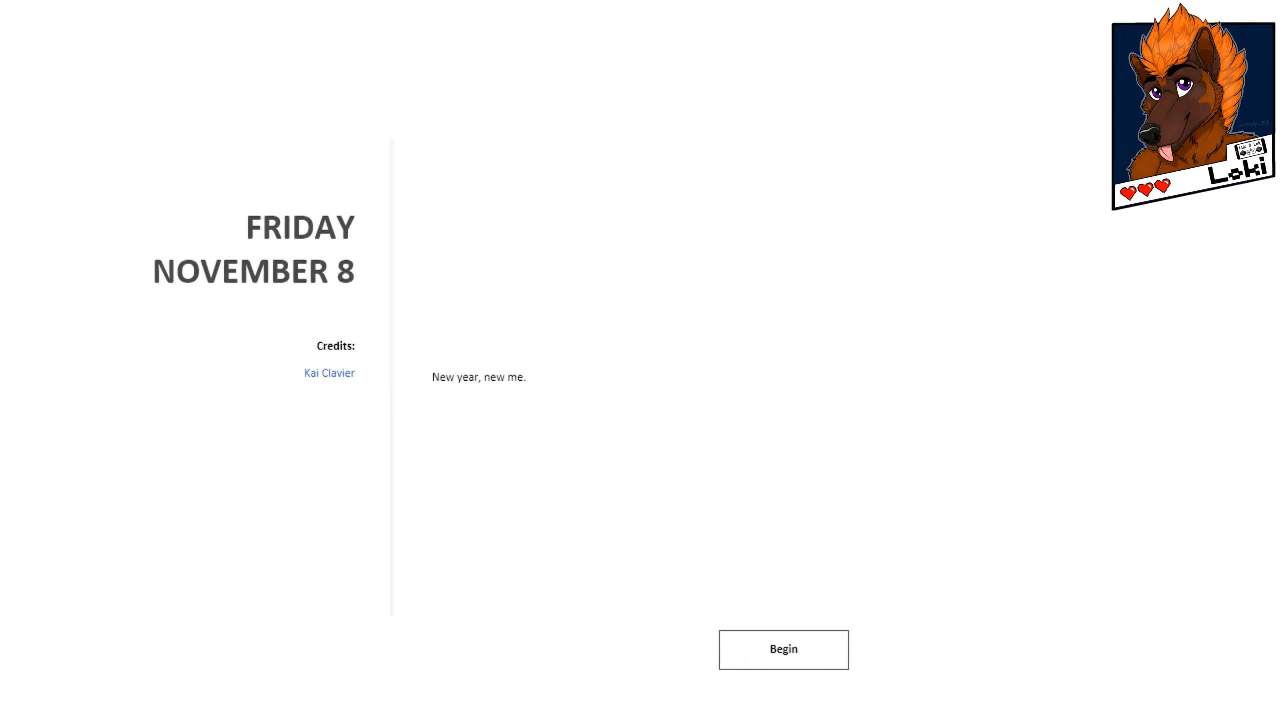 FRIDAY
NOVEMBER 8
Credits:
Kai Clavier
New year, new me.
Begin
Loki